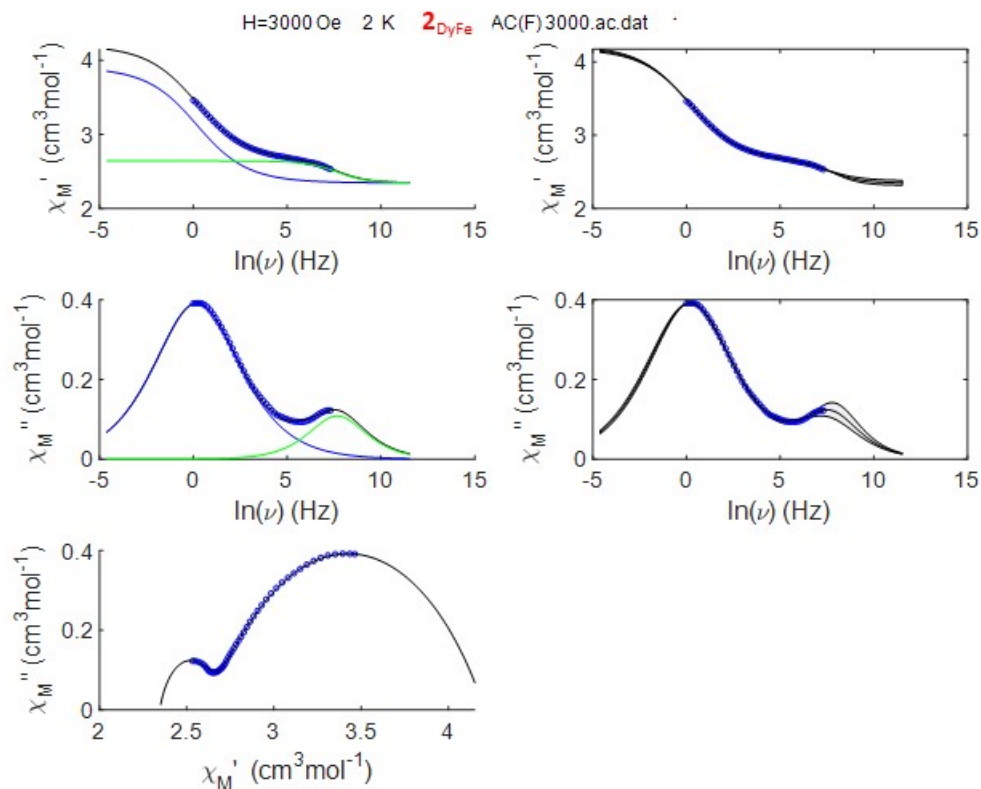 H=3000 Oe 2 K 2DyFe AC(F)3000.ac.dat
χM' (cm³mol⁻¹)
4
3
2
-5 0 5 10 15
ln(ν) (Hz)
χM' (cm³mol⁻¹)
4
3
2
-5 0 5 10 15
ln(ν) (Hz)
χM'' (cm³mol⁻¹)
0.4
0.2
0
-5 0 5 10 15
ln(ν) (Hz)
χM'' (cm³mol⁻¹)
0.4
0.2
0
-5 0 5 10 15
ln(ν) (Hz)
χM'' (cm³mol⁻¹)
0.4
0.2
0
2 2.5 3 3.5 4
χM' (cm³mol⁻¹)